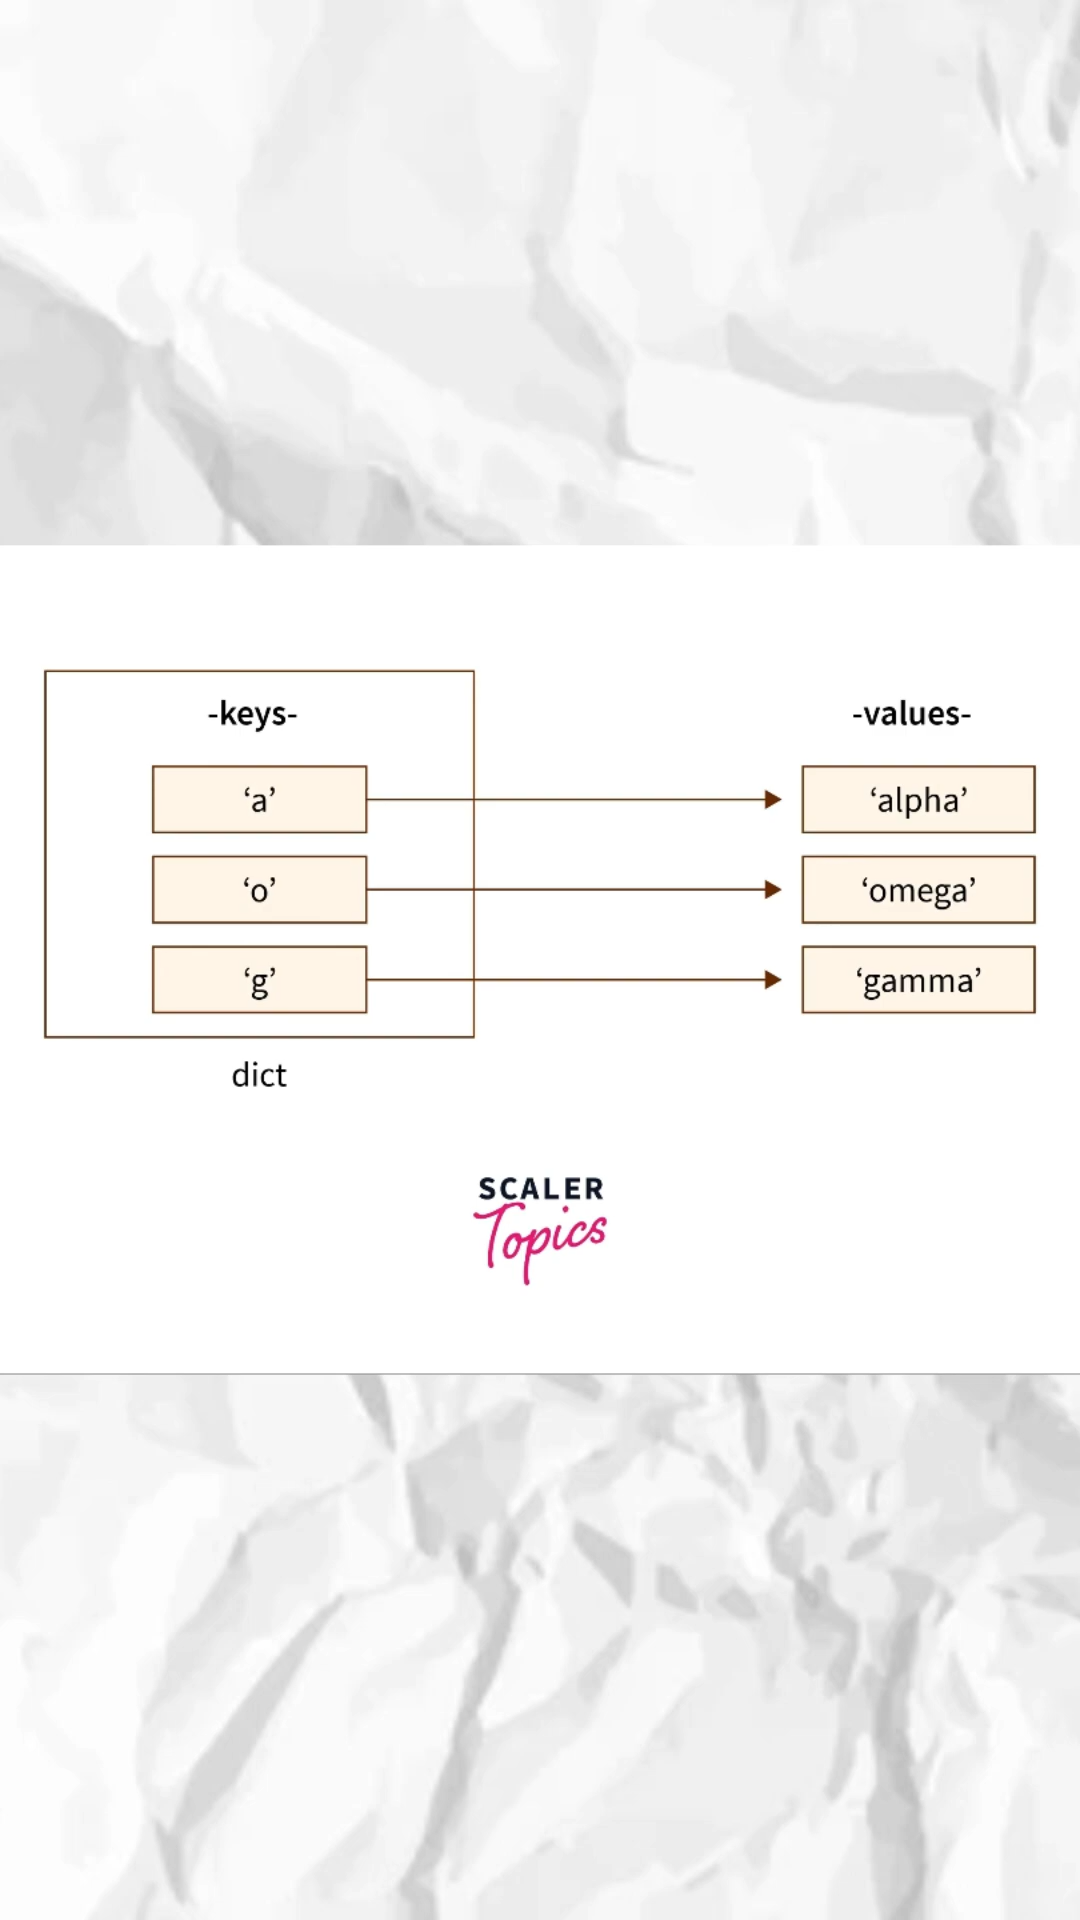 -keys- -values-
‘a’ ‘alpha’
‘o’ ‘omega’
‘g’ ‘gamma’
dict
SCALER
Topics